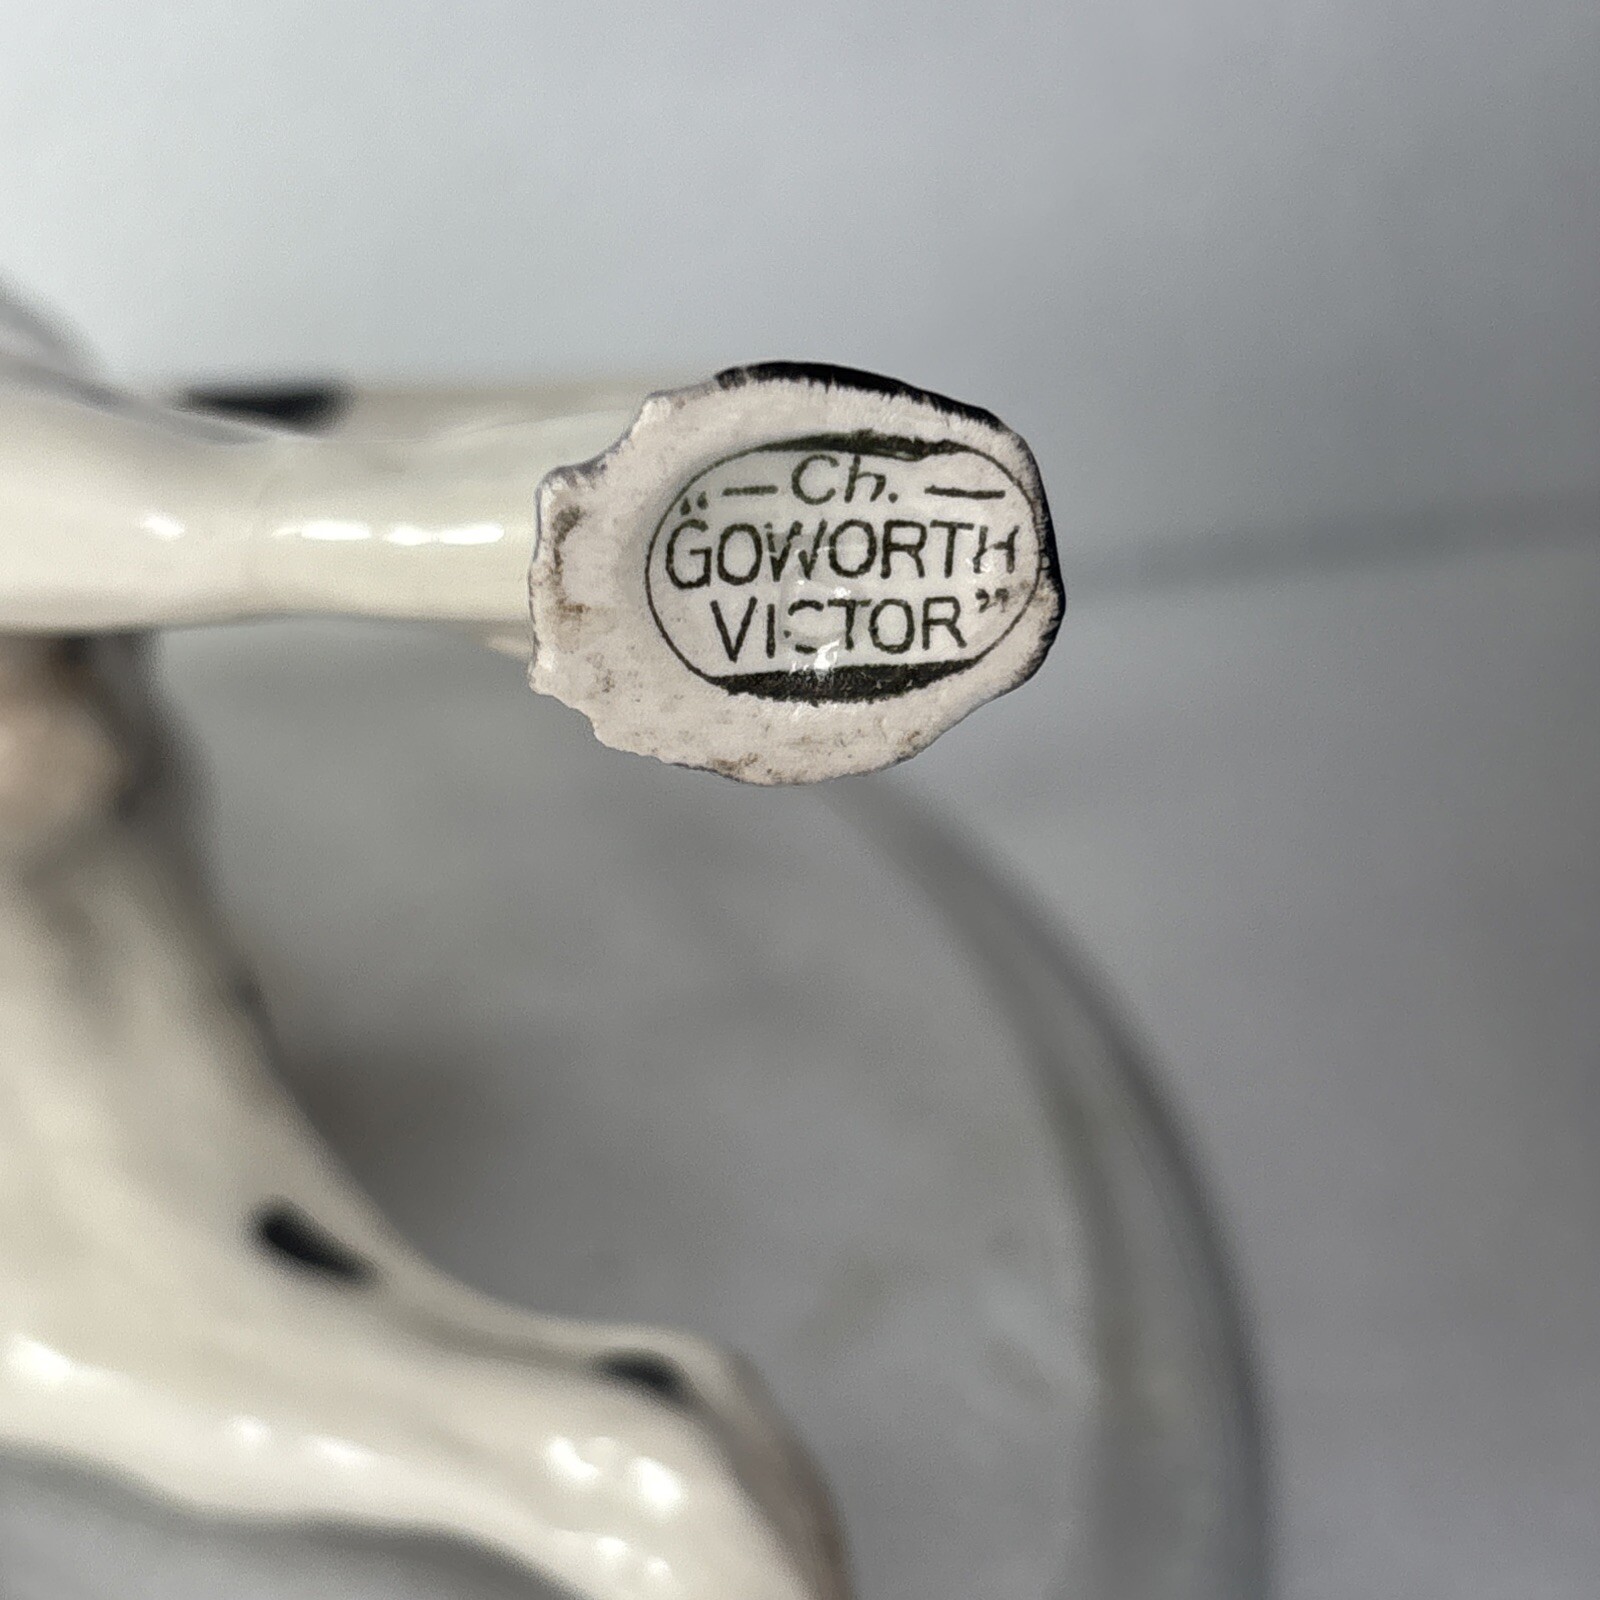 “— Ch. —
GOWORTH
VICTOR”